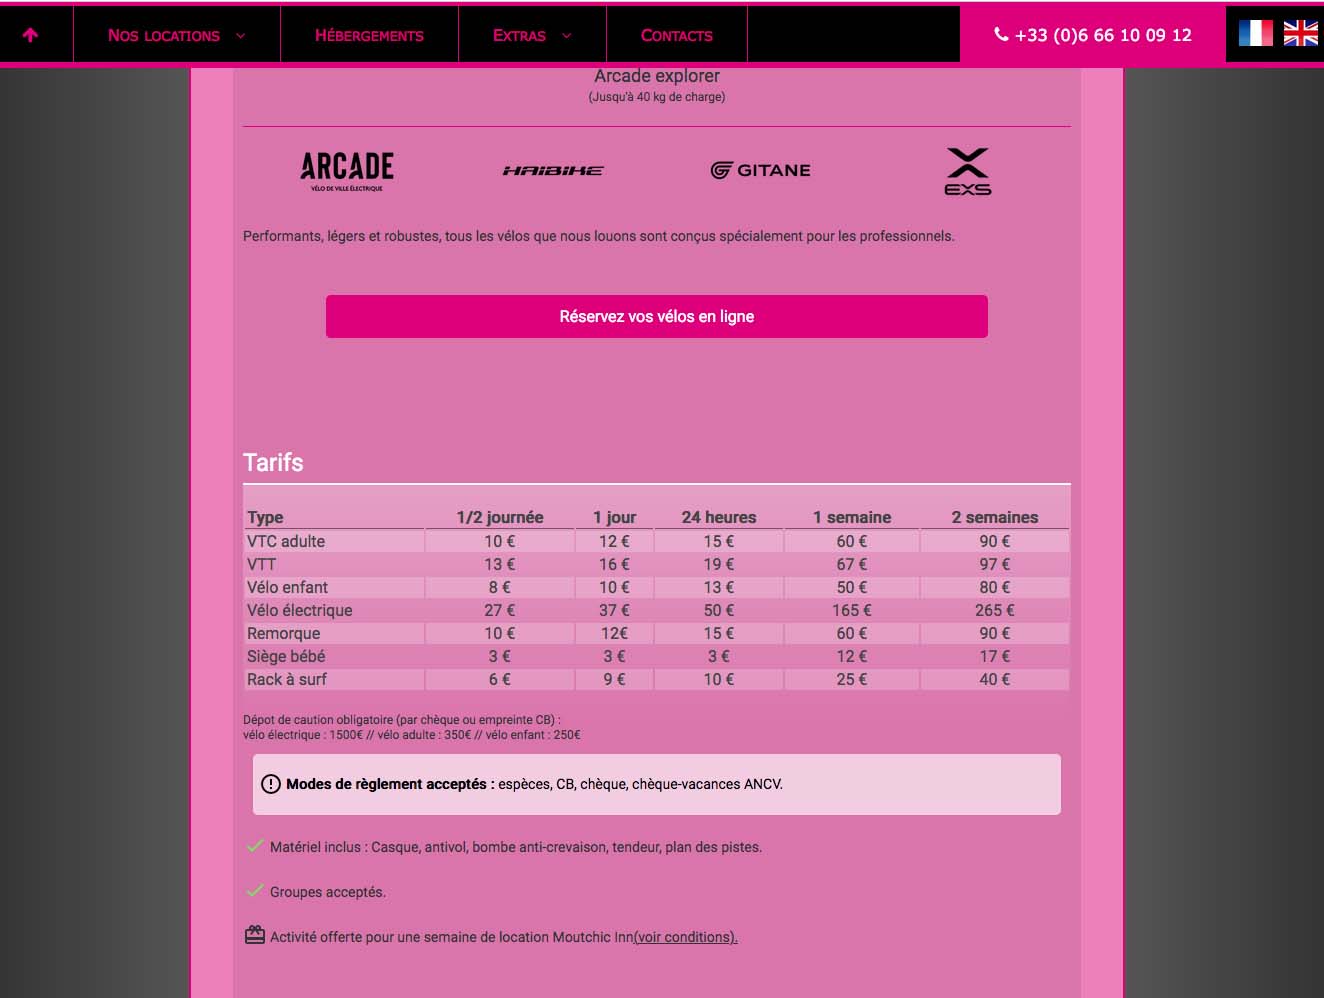 Nos locations
Hébergements
Extras
Contacts
+33 (0)6 66 10 09 12
Arcade explorer
(Jusqu'à 40 kg de charge)
ARCADE
VÉLO DE VILLE ÉLECTRIQUE
HAIBIKE
GITANE
EXS
Performants, légers et robustes, tous les vélos que nous louons sont conçus spécialement pour les professionnels.
Réservez vos vélos en ligne
Tarifs
Type 1/2 journée 1 jour 24 heures 1 semaine 2 semaines
VTC adulte 10 € 12 € 15 € 60 € 90 €
VTT 13 € 16 € 19 € 67 € 97 €
Vélo enfant 8 € 10 € 13 € 50 € 80 €
Vélo électrique 27 € 37 € 50 € 165 € 265 €
Remorque 10 € 12€ 15 € 60 € 90 €
Siège bébé 3 € 3 € 3 € 12 € 17 €
Rack à surf 6 € 9 € 10 € 25 € 40 €
Dépot de caution obligatoire (par chèque ou empreinte CB) :
vélo électrique : 1500€ // vélo adulte : 350€ // vélo enfant : 250€
Modes de règlement acceptés : espèces, CB, chèque, chèque-vacances ANCV.
Matériel inclus : Casque, antivol, bombe anti-crevaison, tendeur, plan des pistes.
Groupes acceptés.
Activité offerte pour une semaine de location Moutchic Inn(voir conditions).